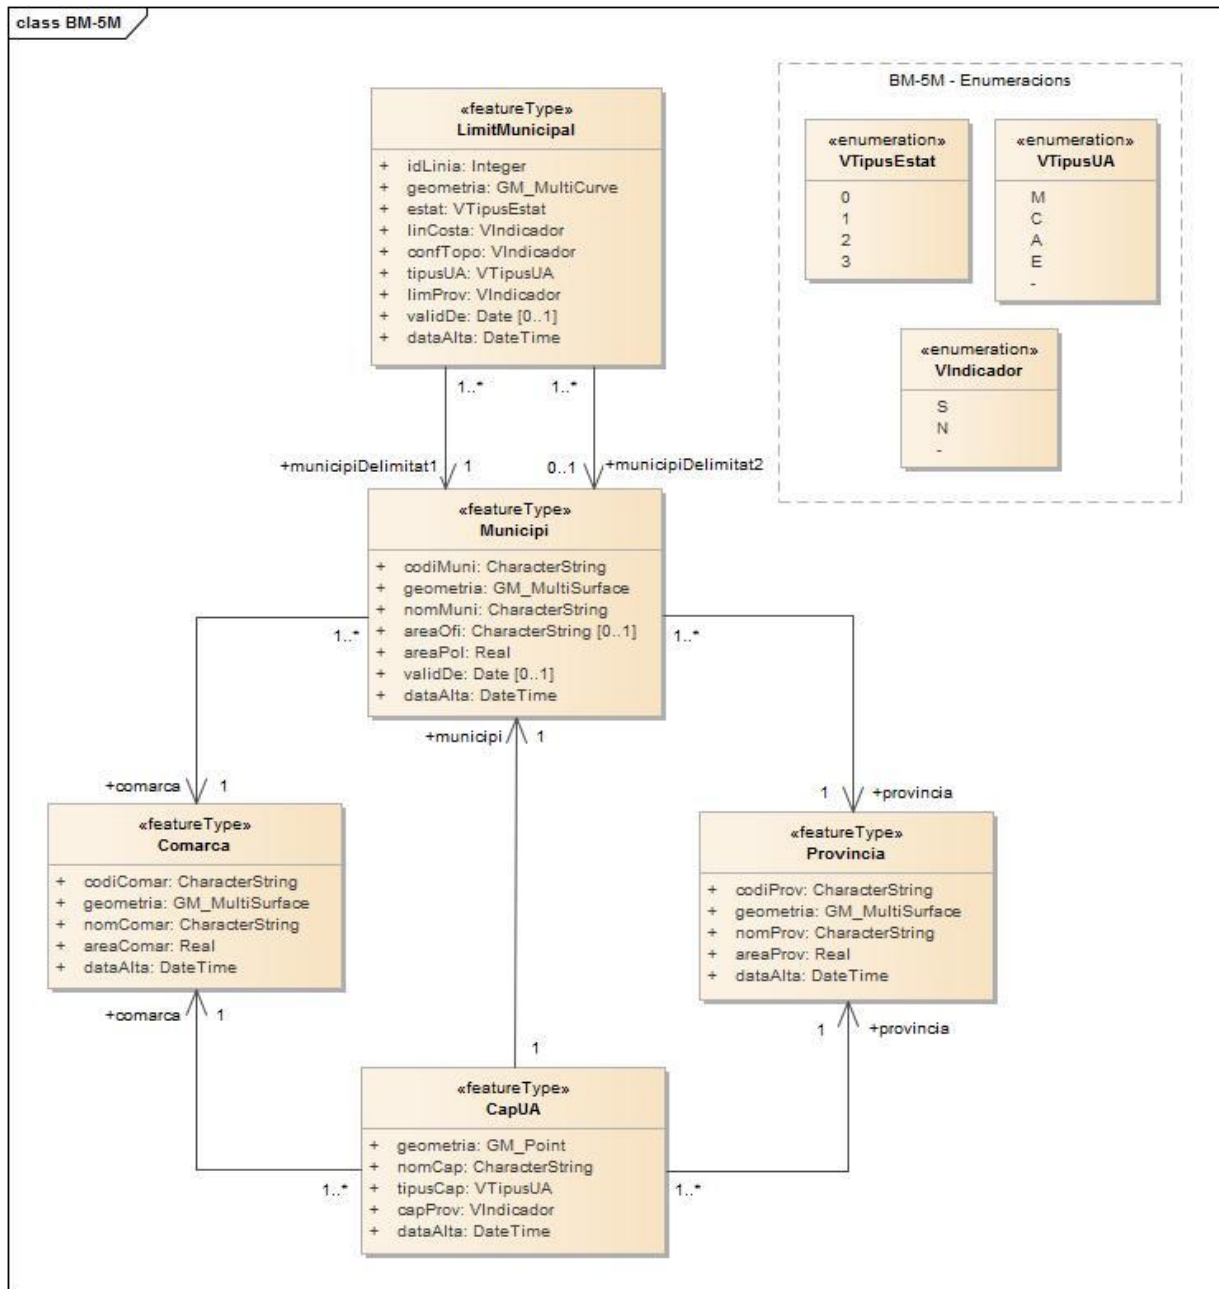 class BM-5M
«featureType»
LimitMunicipal
+ idLinia: Integer
+ geometria: GM_MultiCurve
+ estat: VTipusEstat
+ linCosta: VIndicador
+ confTopo: VIndicador
+ tipusUA: VTipusUA
+ limProv: VIndicador
+ validDe: Date [0..1]
+ dataAlta: DateTime
BM-5M - Enumeracions
«enumeration»
VTipusEstat
0
1
2
3
«enumeration»
VTipusUA
M
C
A
E
-
«enumeration»
VIndicador
S
N
-
1..* 1..*
+municipiDelimitat1 1 0..1 +municipiDelimitat2
«featureType»
Municipi
+ codiMuni: CharacterString
+ geometria: GM_MultiSurface
+ nomMuni: CharacterString
+ areaOfi: CharacterString [0..1]
+ areaPol: Real
+ validDe: Date [0..1]
+ dataAlta: DateTime
1..* 1..*
+municipi 1
+comarca 1
1 +provincia
«featureType»
Comarca
+ codiComar: CharacterString
+ geometria: GM_MultiSurface
+ nomComar: CharacterString
+ areaComar: Real
+ dataAlta: DateTime
«featureType»
Provincia
+ codiProv: CharacterString
+ geometria: GM_MultiSurface
+ nomProv: CharacterString
+ areaProv: Real
+ dataAlta: DateTime
+comarca 1
1 +provincia
1
«featureType»
CapUA
+ geometria: GM_Point
+ nomCap: CharacterString
+ tipusCap: VTipusUA
+ capProv: VIndicador
+ dataAlta: DateTime
1..* 1..*